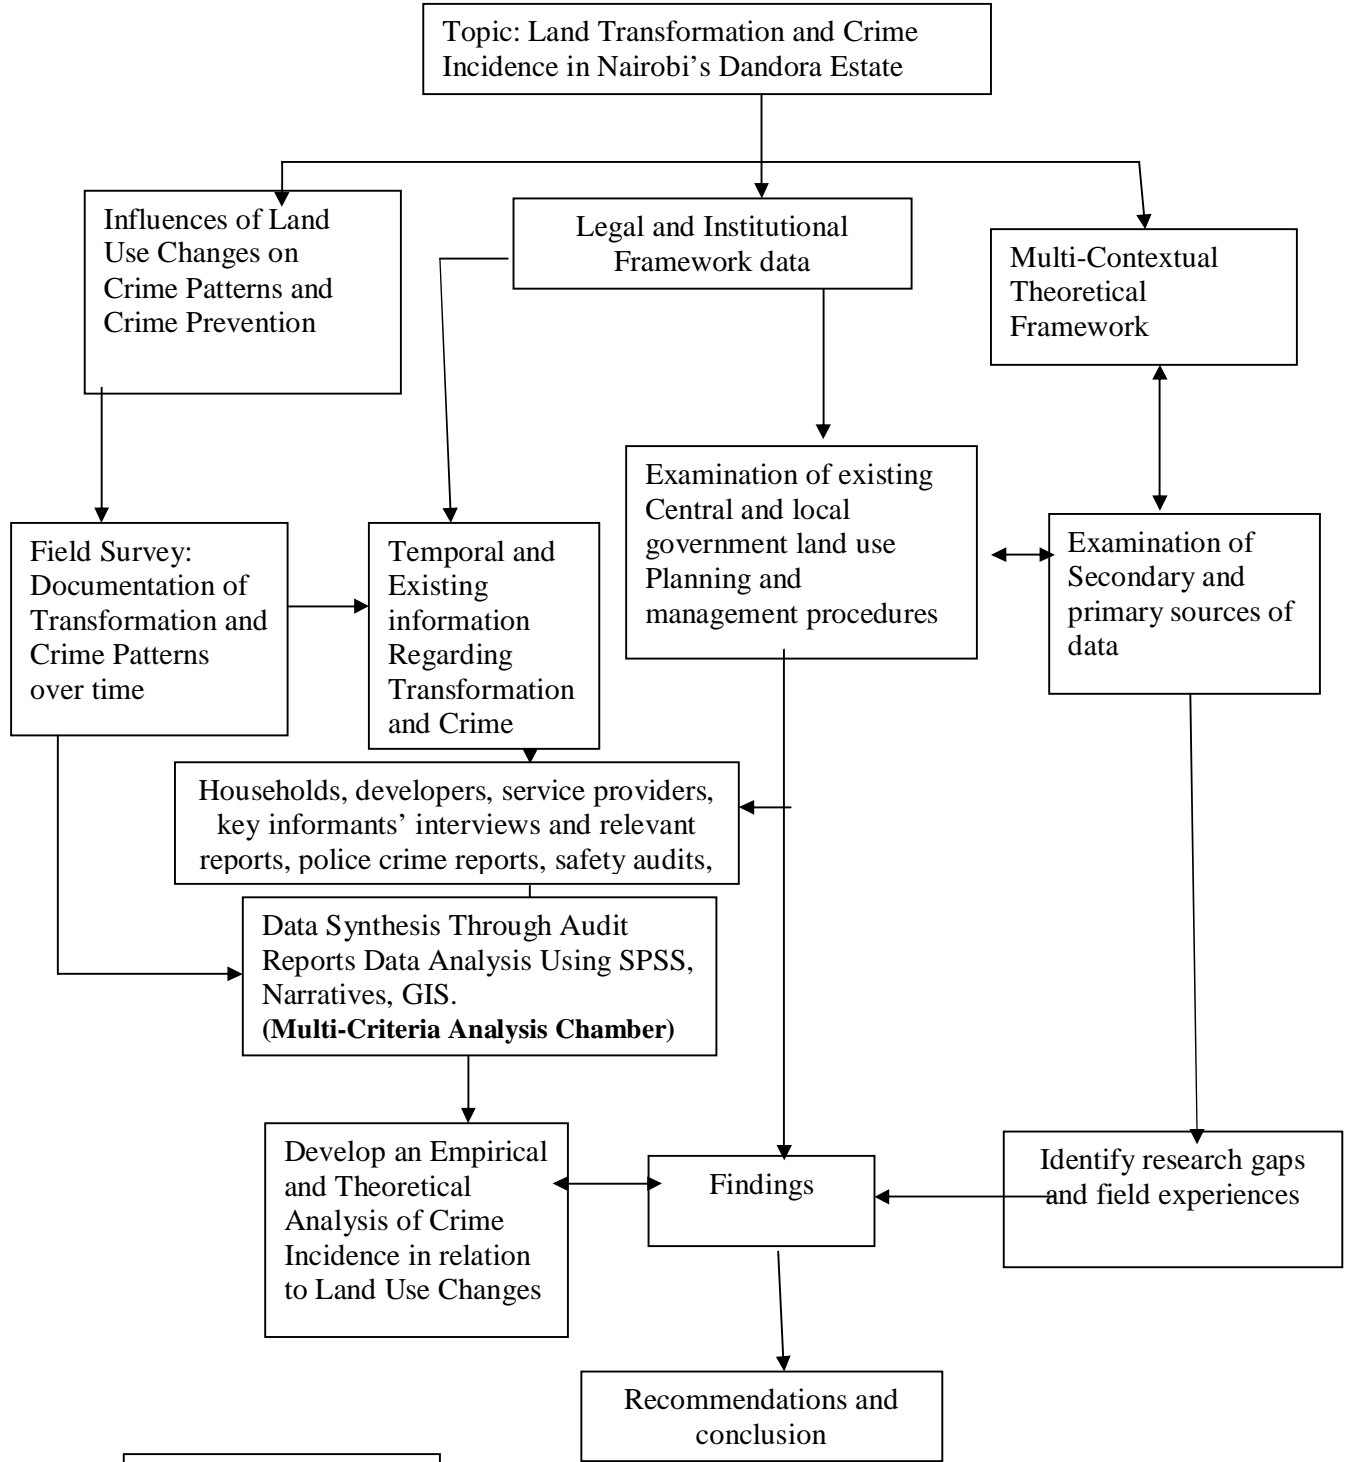 Topic: Land Transformation and Crime
Incidence in Nairobi’s Dandora Estate
Influences of Land
Use Changes on
Crime Patterns and
Crime Prevention
Legal and Institutional
Framework data
Multi-Contextual
Theoretical
Framework
Field Survey:
Documentation of
Transformation and
Crime Patterns
over time
Temporal and
Existing
information
Regarding
Transformation
and Crime
Examination of existing
Central and local
government land use
Planning and
management procedures
Examination of
Secondary and
primary sources of
data
Households, developers, service providers,
key informants’ interviews and relevant
reports, police crime reports, safety audits,
Data Synthesis Through Audit
Reports Data Analysis Using SPSS,
Narratives, GIS.
(Multi-Criteria Analysis Chamber)
Develop an Empirical
and Theoretical
Analysis of Crime
Incidence in relation
to Land Use Changes
Findings
Identify research gaps
and field experiences
Recommendations and
conclusion